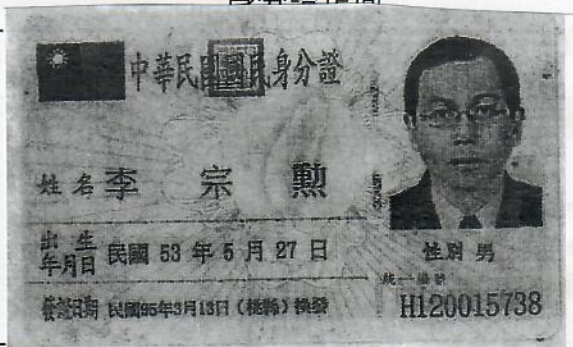 中華民國國民身分證
姓名 李宗勲
出生年月日 民國 53 年 5 月 27 日
性別 男
統一編號
發證日期 民國95年3月13日（桃縣）換發
H120015738